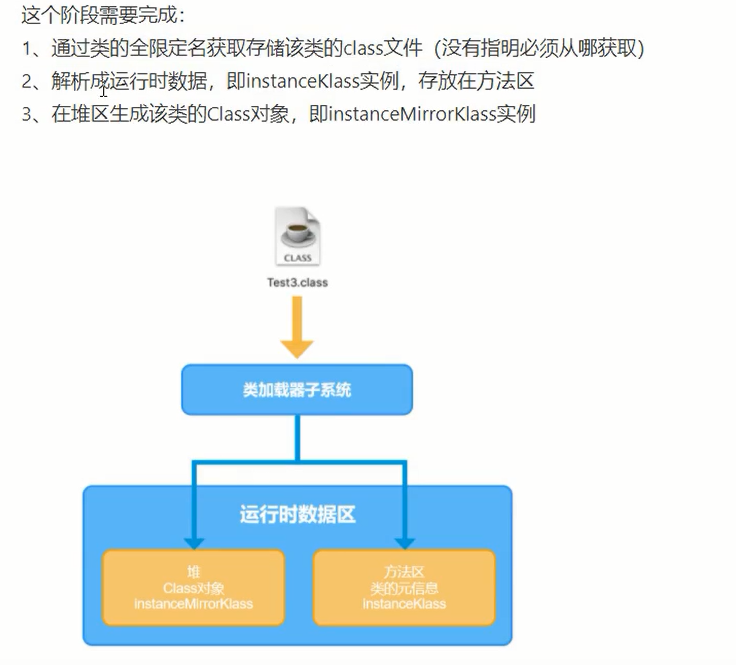 这个阶段需要完成：
1、通过类的全限定名获取存储该类的class文件（没有指明必须从哪获取）
2、解析成运行时数据，即instanceKlass实例，存放在方法区
3、在堆区生成该类的Class对象，即instanceMirrorKlass实例
CLASS
Test3.class
类加载器子系统
运行时数据区
堆
Class对象
instanceMirrorKlass
方法区
类的元信息
instanceKlass